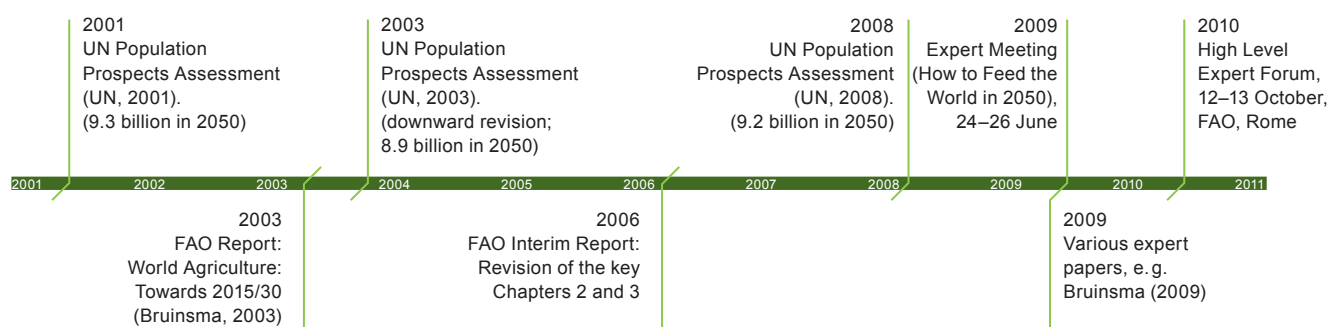 2001
UN Population
Prospects Assessment
(UN, 2001).
(9.3 billion in 2050)
2003
UN Population
Prospects Assessment
(UN, 2003).
(downward revision;
8.9 billion in 2050)
2008
UN Population
Prospects Assessment
(UN, 2008).
(9.2 billion in 2050)
2009
Expert Meeting
(How to Feed the
World in 2050),
24–26 June
2010
High Level
Expert Forum,
12–13 October,
FAO, Rome
2001 2002 2003 2004 2005 2006 2007 2008 2009 2010 2011
2003
FAO Report:
World Agriculture:
Towards 2015/30
(Bruinsma, 2003)
2006
FAO Interim Report:
Revision of the key
Chapters 2 and 3
2009
Various expert
papers, e. g.
Bruinsma (2009)